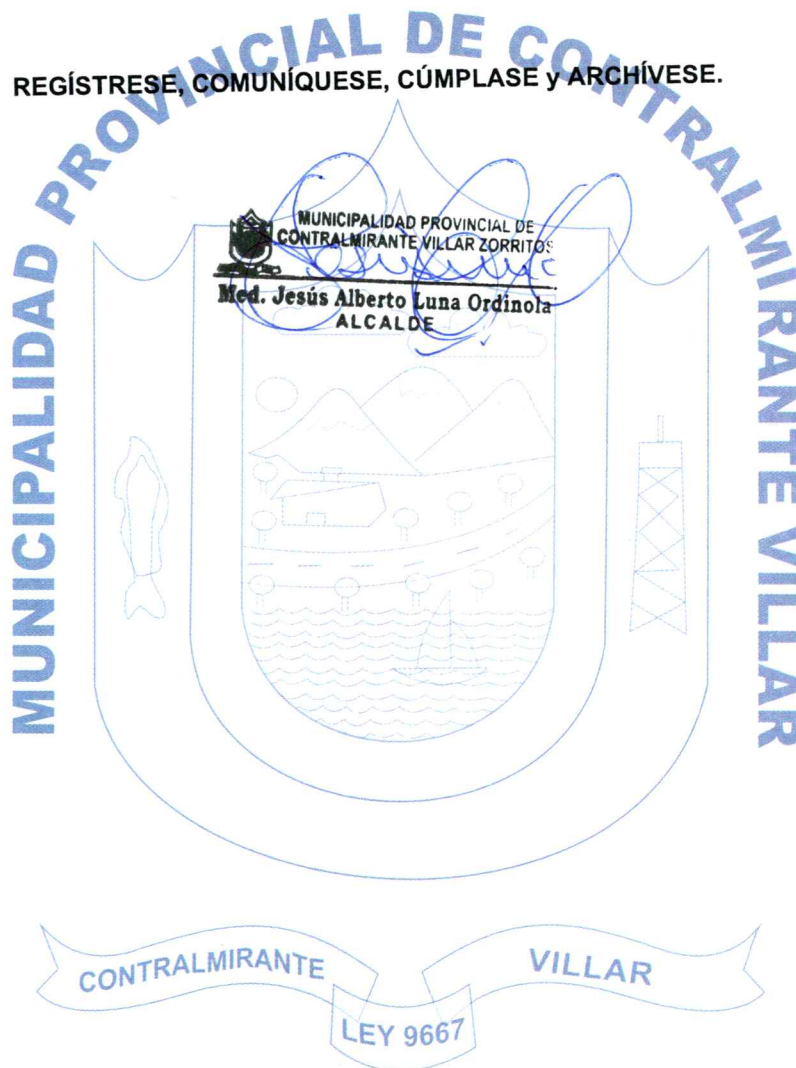 MUNICIPALIDAD PROVINCIAL DE CONTRALMIRANTE VILLAR
REGÍSTRESE, COMUNÍQUESE, CÚMPLASE y ARCHÍVESE.
MUNICIPALIDAD PROVINCIAL DE
CONTRALMIRANTE VILLAR ZORRITOS
Med. Jesús Alberto Luna Ordinola
ALCALDE
CONTRALMIRANTE VILLAR
LEY 9667